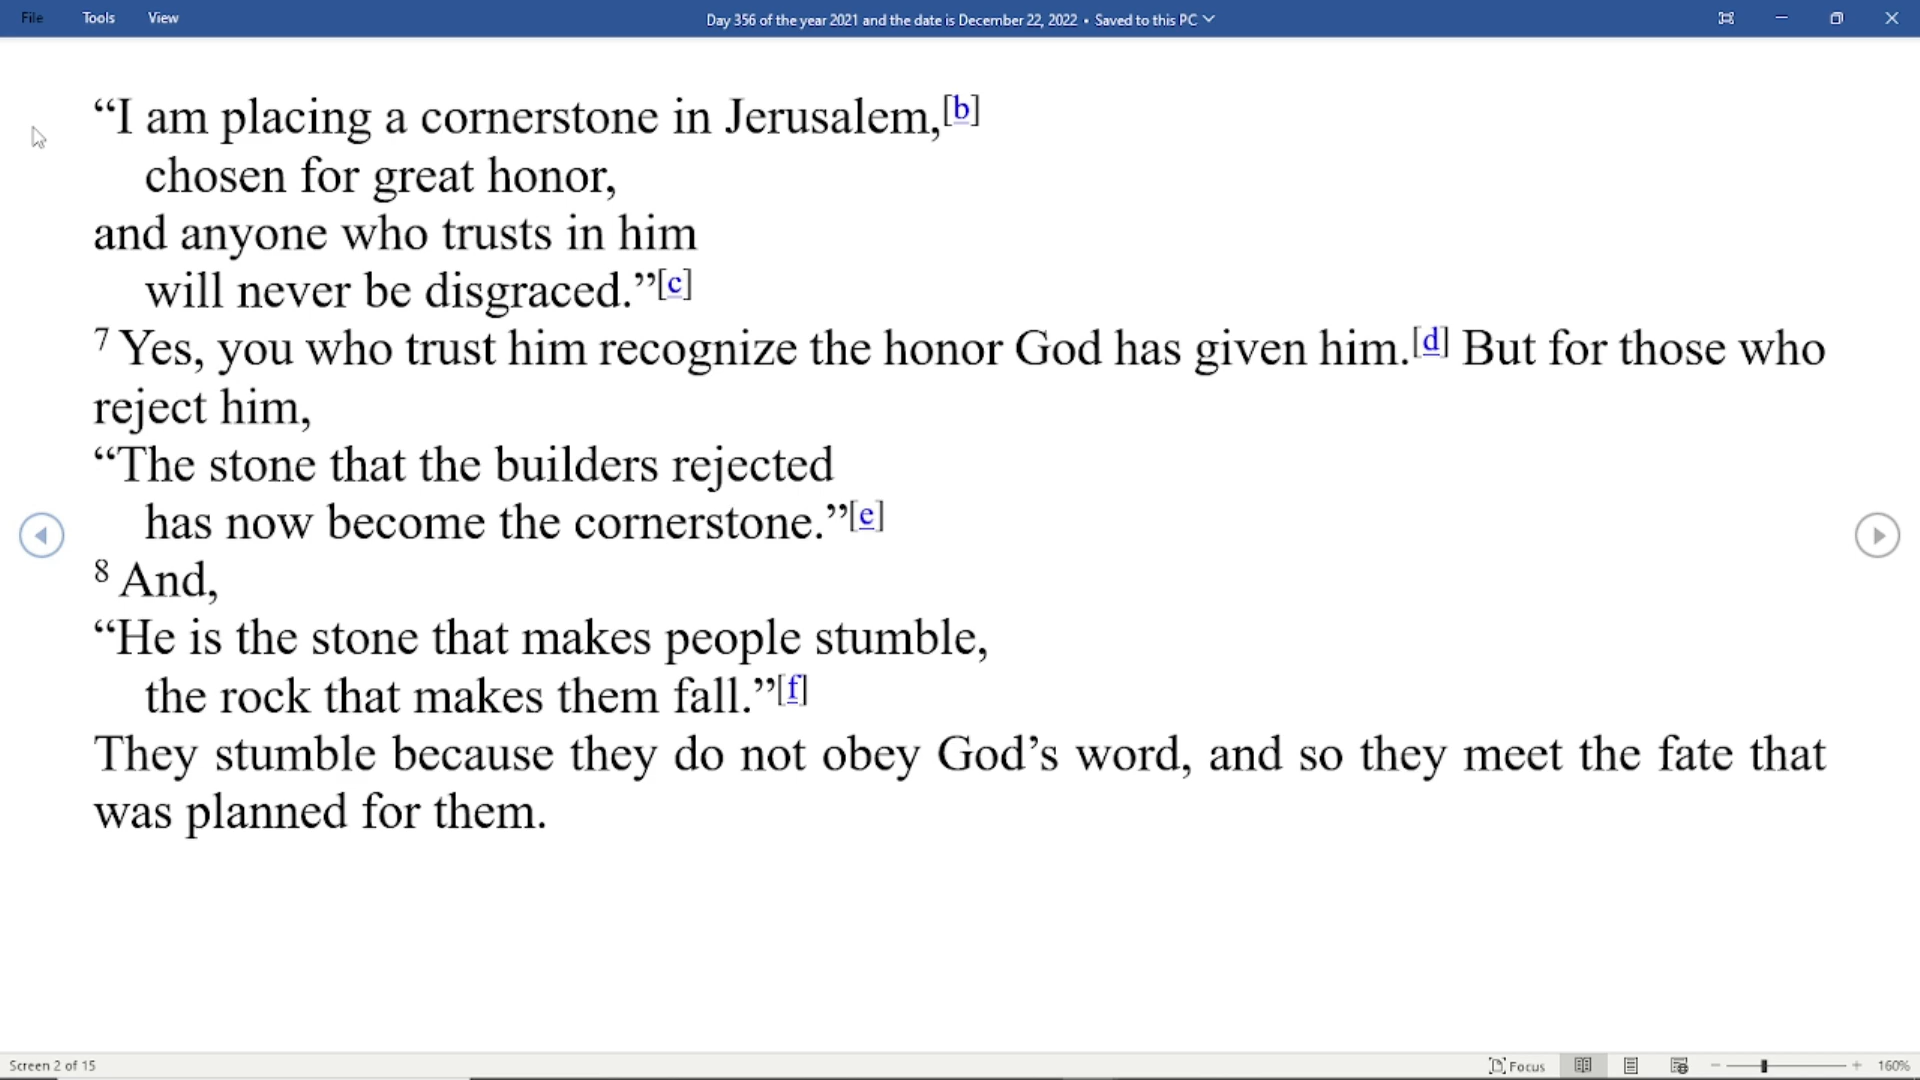 File Tools View Day 356 of the year 2021 and the date is December 22, 2022 • Saved to this PC
“I am placing a cornerstone in Jerusalem,[b]
chosen for great honor,
and anyone who trusts in him
will never be disgraced.”[c]
7 Yes, you who trust him recognize the honor God has given him.[d] But for those who
reject him,
“The stone that the builders rejected
has now become the cornerstone.”[e]
8 And,
“He is the stone that makes people stumble,
the rock that makes them fall.”[f]
They stumble because they do not obey God’s word, and so they meet the fate that
was planned for them.
Screen 2 of 15 Focus 160%